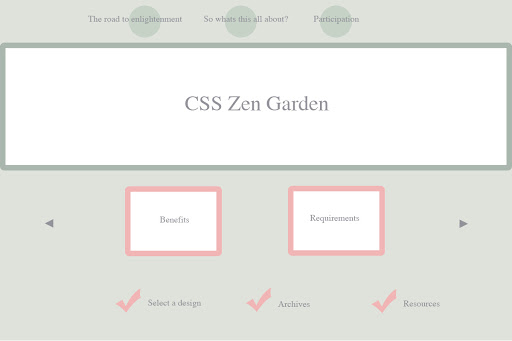 The road to enlightenment
So whats this all about?
Participation
CSS Zen Garden
Benefits
Requirements
Select a design
Archives
Resources